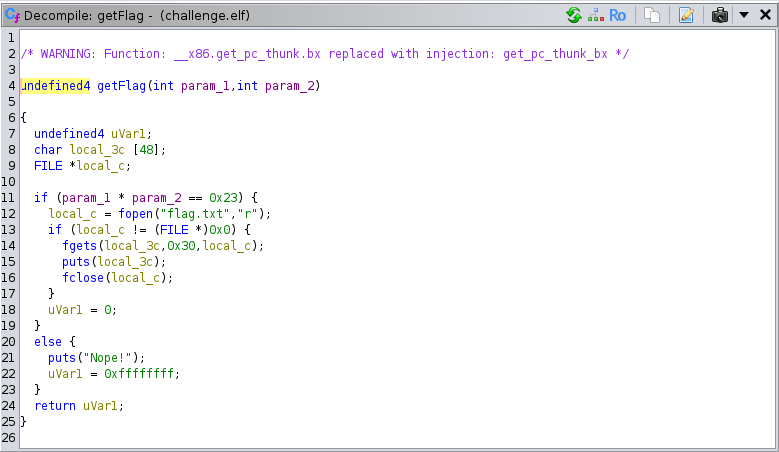 Decompile: getFlag - (challenge.elf)
Ro
1
2 /* WARNING: Function: __x86.get_pc_thunk.bx replaced with injection: get_pc_thunk_bx */
3
4 undefined4 getFlag(int param_1,int param_2)
5
6 {
7 undefined4 uVar1;
8 char local_3c [48];
9 FILE *local_c;
10
11 if (param_1 * param_2 == 0x23) {
12 local_c = fopen("flag.txt","r");
13 if (local_c != (FILE *)0x0) {
14 fgets(local_3c,0x30,local_c);
15 puts(local_3c);
16 fclose(local_c);
17 }
18 uVar1 = 0;
19 }
20 else {
21 puts("Nope!");
22 uVar1 = 0xffffffff;
23 }
24 return uVar1;
25 }
26